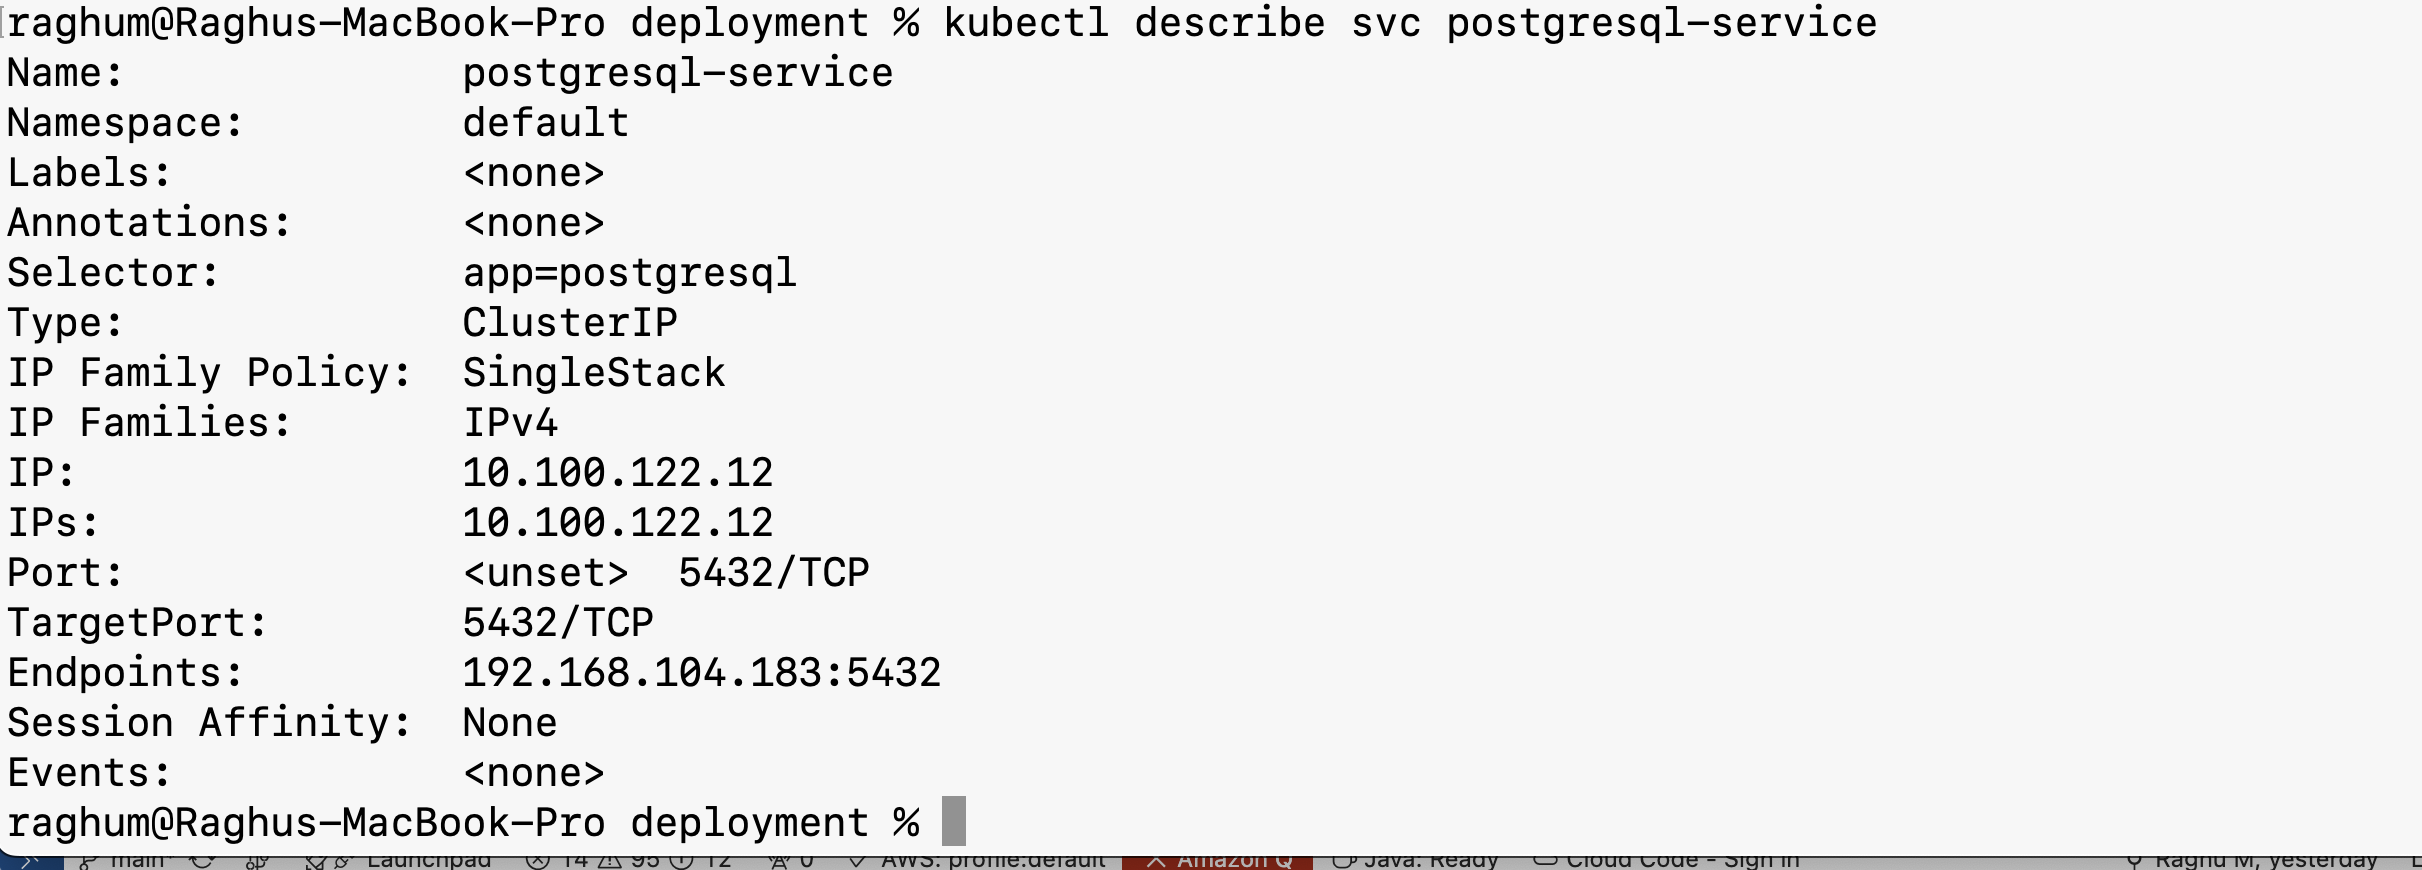 raghum@Raghus-MacBook-Pro deployment % kubectl describe svc postgresql-service
Name:              postgresql-service
Namespace:         default
Labels:            <none>
Annotations:       <none>
Selector:          app=postgresql
Type:              ClusterIP
IP Family Policy:  SingleStack
IP Families:       IPv4
IP:                10.100.122.12
IPs:               10.100.122.12
Port:              <unset>  5432/TCP
TargetPort:        5432/TCP
Endpoints:         192.168.104.183:5432
Session Affinity:  None
Events:            <none>
raghum@Raghus-MacBook-Pro deployment %
main* Launchpad 14 95 12 0 AWS: profile:default Amazon Q Java: Ready Cloud Code - Sign in Raghu M, yesterday